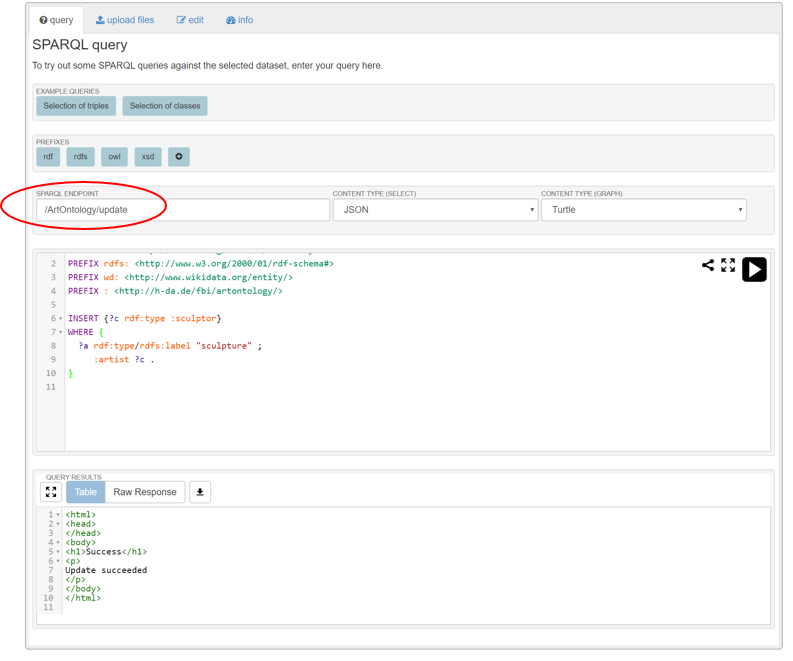 query upload files edit info
SPARQL query
To try out some SPARQL queries against the selected dataset, enter your query here.
EXAMPLE QUERIES
Selection of triples Selection of classes
PREFIXES
rdf rdfs owl xsd
SPARQL ENDPOINT CONTENT TYPE (SELECT) CONTENT TYPE (GRAPH)
/ArtOntology/update JSON Turtle
2 PREFIX rdfs: <http://www.w3.org/2000/01/rdf-schema#>
3 PREFIX wd: <http://www.wikidata.org/entity/>
4 PREFIX : <http://h-da.de/fbi/artontology/>
5
6 INSERT {?c rdf:type :sculptor}
7 WHERE {
8 ?a rdf:type/rdfs:label "sculpture" ;
9 :artist ?c .
10 }
11
QUERY RESULTS
Table Raw Response
1 <html>
2 <head>
3 </head>
4 <body>
5 <h1>Success</h1>
6 <p>
7 Update succeeded
8 </p>
9 </body>
10 </html>
11